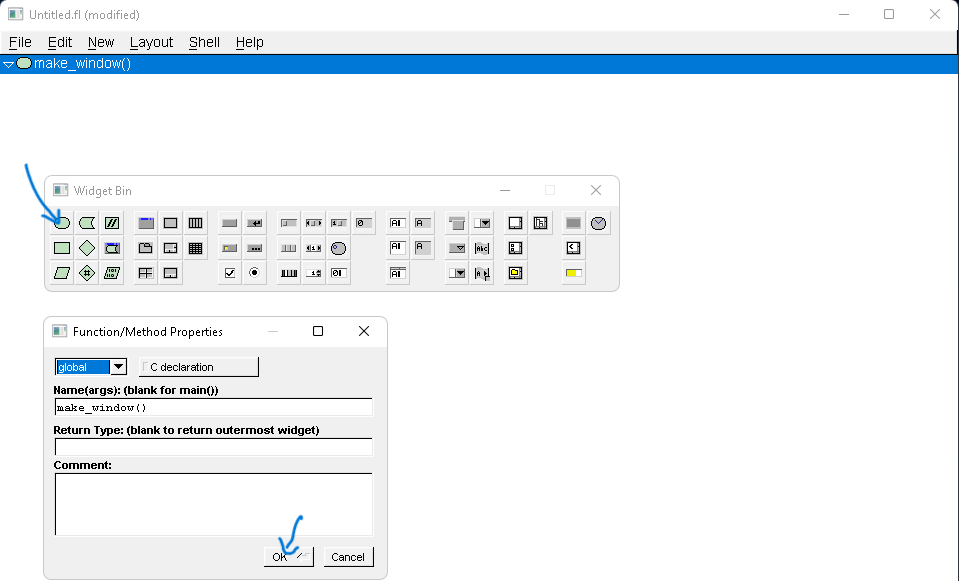 Untitled.fl (modified)
File Edit New Layout Shell Help
make_window()
Widget Bin
Function/Method Properties
global
C declaration
Name(args): (blank for main())
make_window()
Return Type: (blank to return outermost widget)
Comment:
OK
Cancel